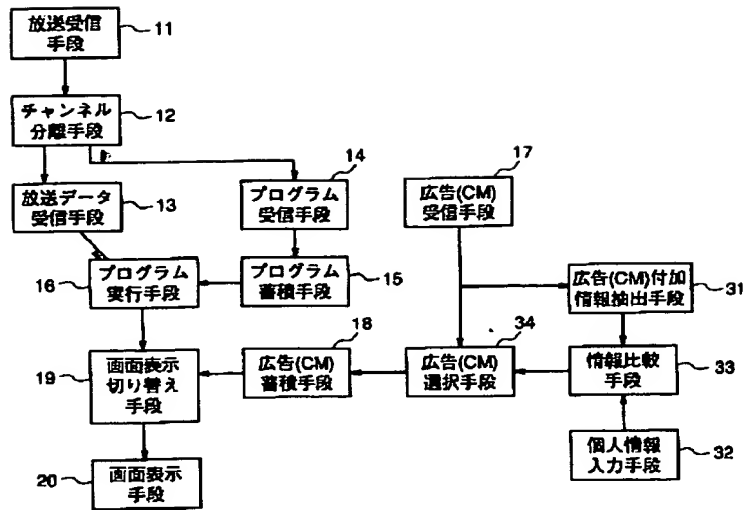 放送受信
手段
11
チャンネル
分離手段
12
放送データ
受信手段
13
プログラム
受信手段
14
広告(CM)
受信手段
17
プログラム
実行手段
16
プログラム
蓄積手段
15
広告(CM)付加
情報抽出手段
31
画面表示
切り替え
手段
19
広告(CM)
蓄積手段
18
広告(CM)
選択手段
34
情報比較
手段
33
画面表示
手段
20
個人情報
入力手段
32